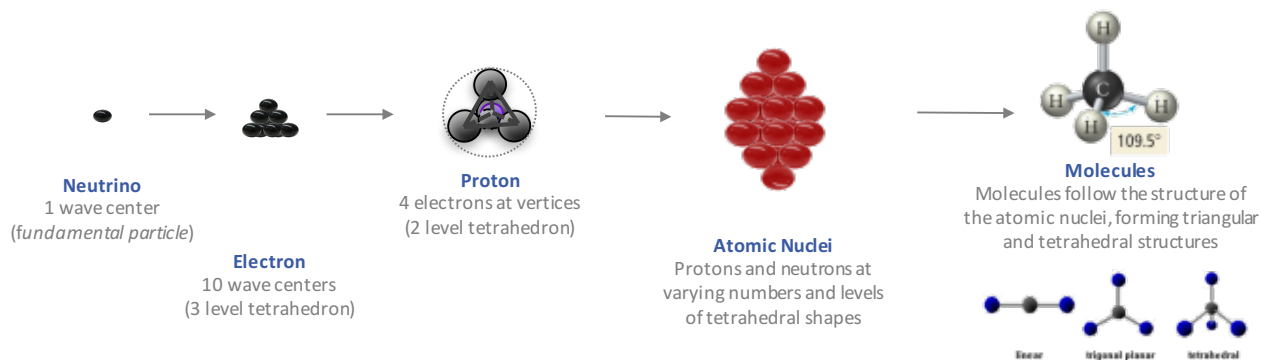 Neutrino
1 wave center
(fundamental particle)
Electron
10 wave centers
(3 level tetrahedron)
Proton
4 electrons at vertices
(2 level tetrahedron)
Atomic Nuclei
Protons and neutrons at
varying numbers and levels
of tetrahedral shapes
H
H
C
H
H
109.5°
Molecules
Molecules follow the structure of
the atomic nuclei, forming triangular
and tetrahedral structures
linear
trigonal planar
tetrahedral